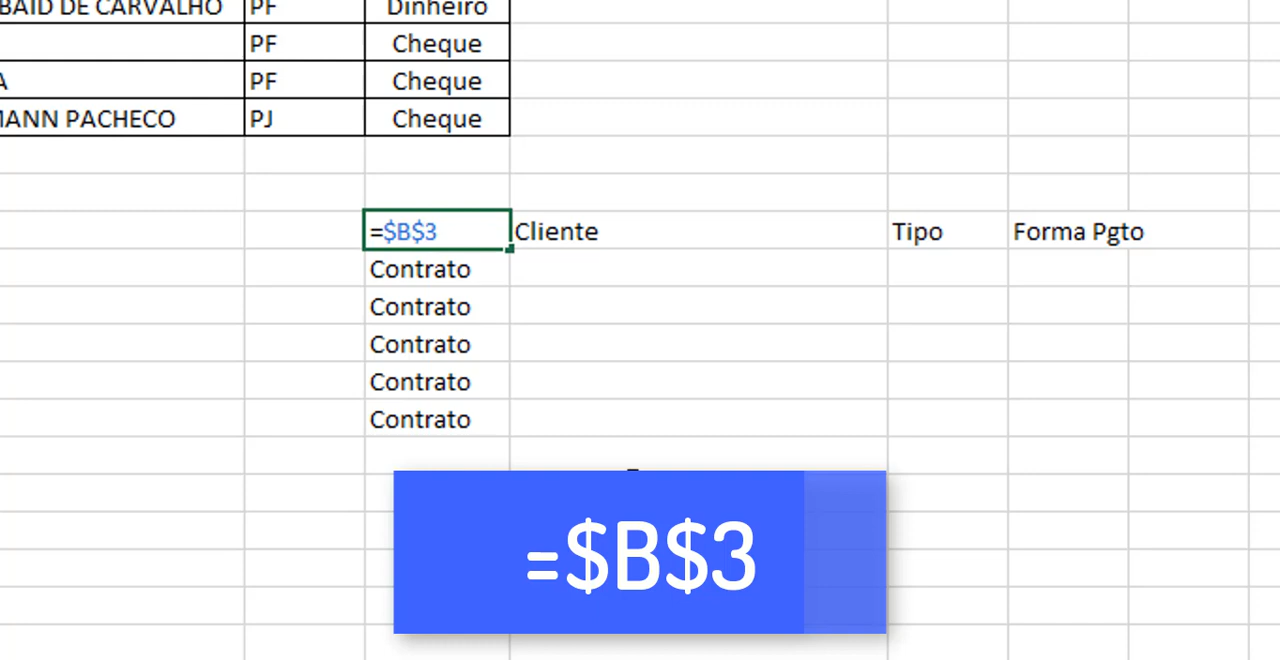 BAID DE CARVALHO PF Dinheiro
PF Cheque
A PF Cheque
MANN PACHECO PJ Cheque
=$B$3 Cliente Tipo Forma Pgto
Contrato
Contrato
Contrato
Contrato
Contrato
=$B$3